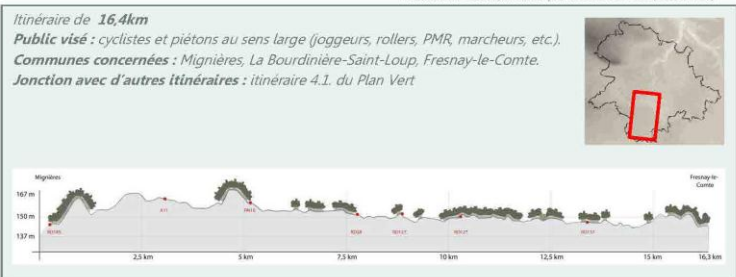 Itinéraire de 16,4km
Public visé : cyclistes et piétons au sens large (joggeurs, rollers, PMR, marcheurs, etc.).
Communes concernées : Mignières, La Bourdinière-Saint-Loup, Fresnay-le-Comte.
Jonction avec d'autres itinéraires : itinéraire 4.1. du Plan Vert
Mignières
Fresnay-le-
Comte
167 m
150 m
137 m
2,5 km
5 km
7,5 km
10 km
12,5 km
15 km
16,3 km